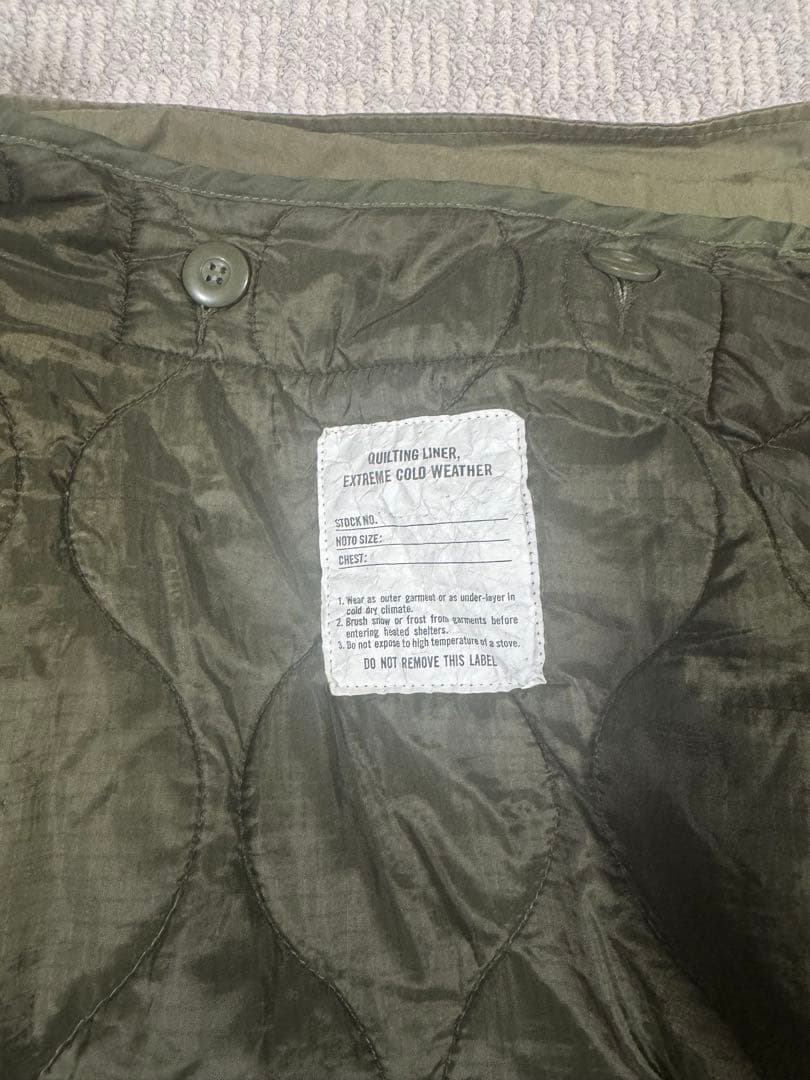 QUILTING LINER,
EXTREME COLD WEATHER
STOCK NO.
NOTO SIZE:
CHEST:
1. Wear as outer garment or as under-layer in
cold dry climate.
2. Brush snow or frost from garments before
entering heated shelters.
3. Do not expose to high temperature of a stove.
DO NOT REMOVE THIS LABEL